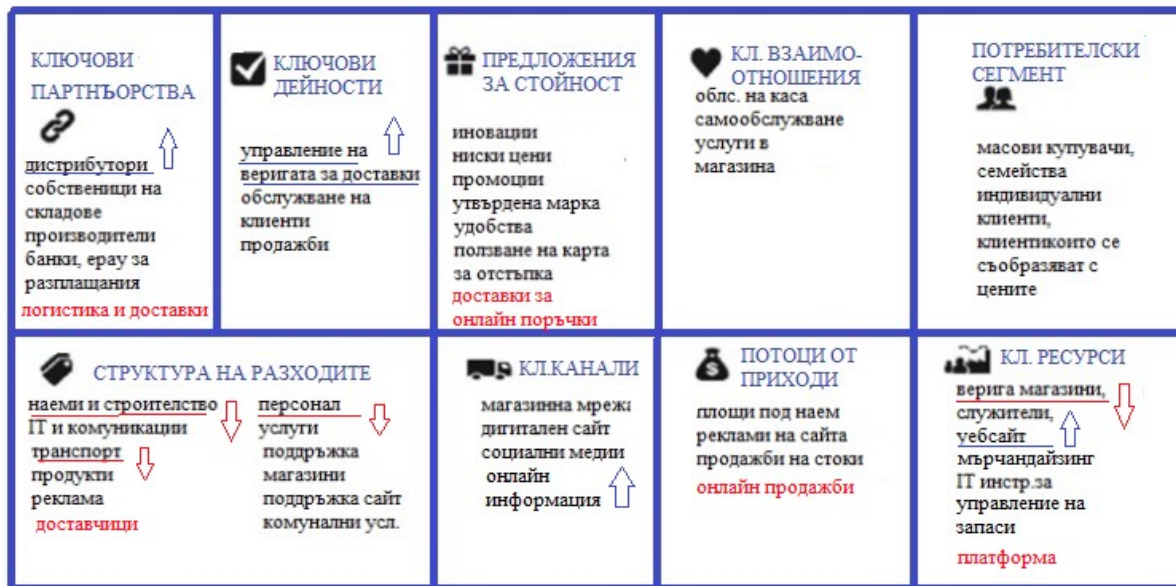 КЛЮЧОВИ
ПАРТНЪОРСТВА
дистрибутори
собственици на
складове
производители
банки, epay за
разплащания
логистика и доставки
КЛЮЧОВИ
ДЕЙНОСТИ
управление на
веригата за доставки
обслужване на
клиенти
продажби
ПРЕДЛОЖЕНИЯ
ЗА СТОЙНОСТ
иновации
ниски цени
промоции
утвърдена марка
удобства
ползване на карта
за отстъпка
доставки за
онлайн поръчки
КЛ. ВЗАИМО-
ОТНОШЕНИЯ
облс. на каса
самообслужване
услуги в
магазина
ПОТРЕБИТЕЛСКИ
СЕГМЕНТ
масови купувачи,
семейства
индивидуални
клиенти,
клиентикоито се
съобразяват с
цените
СТРУКТУРА НА РАЗХОДИТЕ
наеми и строителство
IT и комуникации
транспорт
продукти
реклама
доставчици
персонал
услуги
поддръжка
магазини
поддръжка сайт
комунални усл.
КЛ.КАНАЛИ
магазинна мрежа
дигитален сайт
социални медии
онлайн
информация
ПОТОЦИ ОТ
ПРИХОДИ
площи под наем
реклами на сайта
продажби на стоки
онлайн продажби
КЛ. РЕСУРСИ
верига магазини,
служители,
уебсайт
мърчандайзинг
IT инстр.за
управление на
запаси
платформа